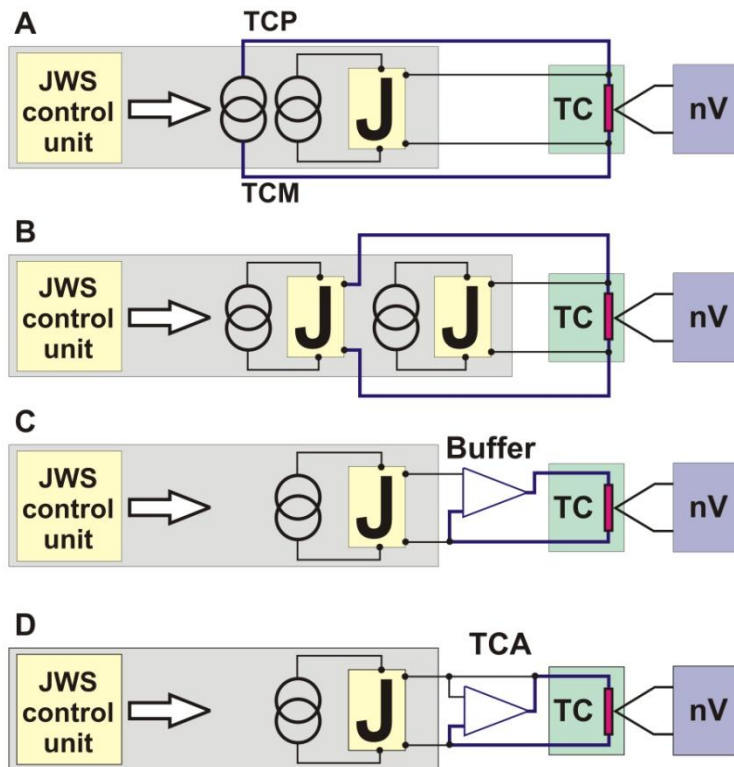 A
TCP
JWS
control
unit
J
TC
nV
TCM
B
JWS
control
unit
J
J
TC
nV
C
Buffer
JWS
control
unit
J
TC
nV
D
TCA
JWS
control
unit
J
TC
nV